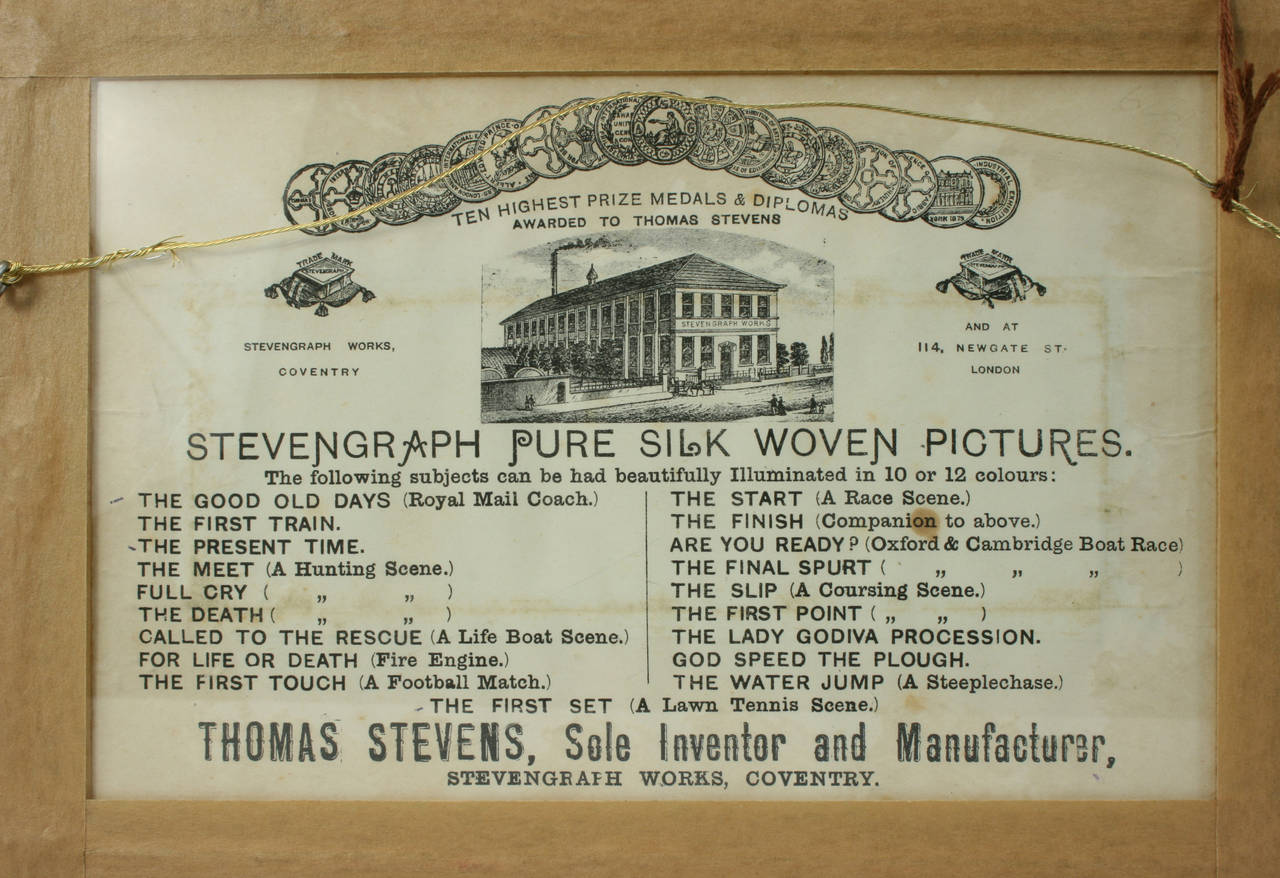 TEN HIGHEST PRIZE MEDALS & DIPLOMAS
AWARDED TO THOMAS STEVENS
TRADE MARK
STEVENGRAPH
STEVENGRAPH WORKS,
COVENTRY
STEVENGRAPH WORKS
TRADE MARK
STEVENGRAPH
AND AT
114, NEWGATE ST.
LONDON
STEVENGRAPH PURE SILK WOVEN PICTURES.
The following subjects can be had beautifully Illuminated in 10 or 12 colours:
THE GOOD OLD DAYS (Royal Mail Coach.)
THE FIRST TRAIN.
THE PRESENT TIME.
THE MEET (A Hunting Scene.)
FULL CRY ( „ „ )
THE DEATH ( „ „ )
CALLED TO THE RESCUE (A Life Boat Scene.)
FOR LIFE OR DEATH (Fire Engine.)
THE FIRST TOUCH (A Football Match.)
THE START (A Race Scene.)
THE FINISH (Companion to above.)
ARE YOU READY? (Oxford & Cambridge Boat Race)
THE FINAL SPURT ( „ „ „ )
THE SLIP (A Coursing Scene.)
THE FIRST POINT ( „ „ )
THE LADY GODIVA PROCESSION.
GOD SPEED THE PLOUGH.
THE WATER JUMP (A Steeplechase.)
THE FIRST SET (A Lawn Tennis Scene.)
THOMAS STEVENS, Sole Inventor and Manufacturer,
STEVENGRAPH WORKS, COVENTRY.